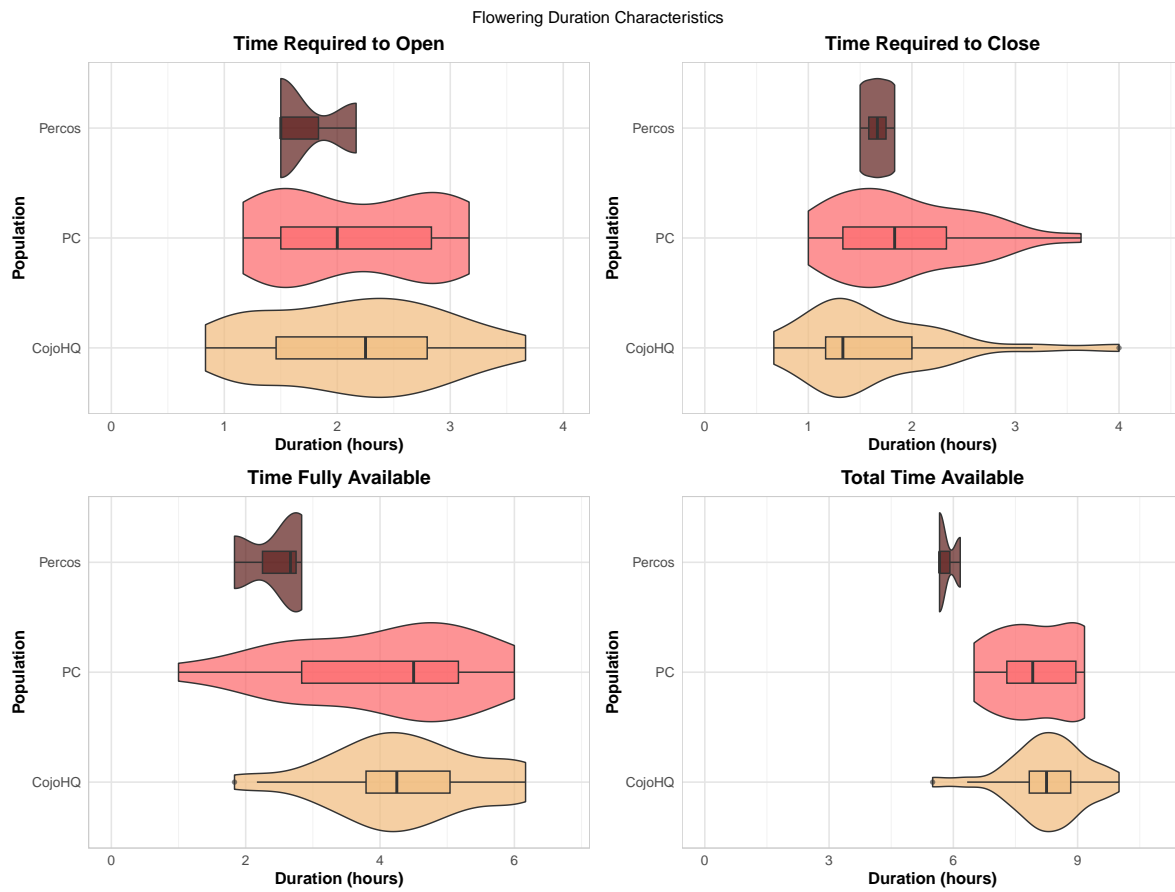 Flowering Duration Characteristics
Time Required to Open
Percos
PC
CojoHQ
Population
0 1 2 3 4
Duration (hours)
Time Required to Close
Percos
PC
CojoHQ
Population
0 1 2 3 4
Duration (hours)
Time Fully Available
Percos
PC
CojoHQ
Population
0 2 4 6
Duration (hours)
Total Time Available
Percos
PC
CojoHQ
Population
0 3 6 9
Duration (hours)